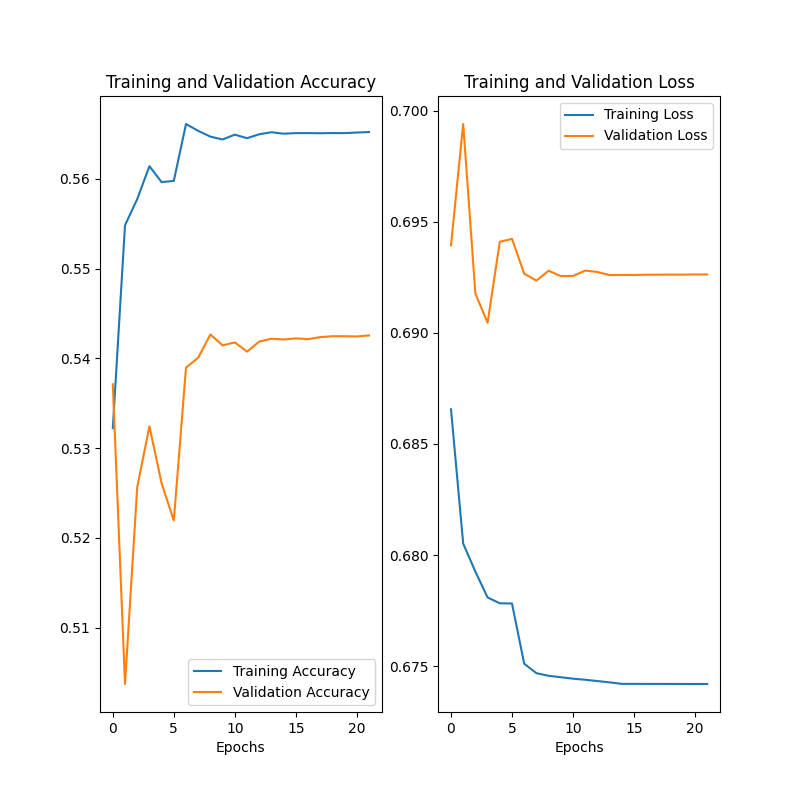 Training and Validation Accuracy
0.56
0.55
0.54
0.53
0.52
0.51
Training Accuracy
Validation Accuracy
0 5 10 15 20
Epochs
Training and Validation Loss
Training Loss
Validation Loss
0.700
0.695
0.690
0.685
0.680
0.675
0 5 10 15 20
Epochs